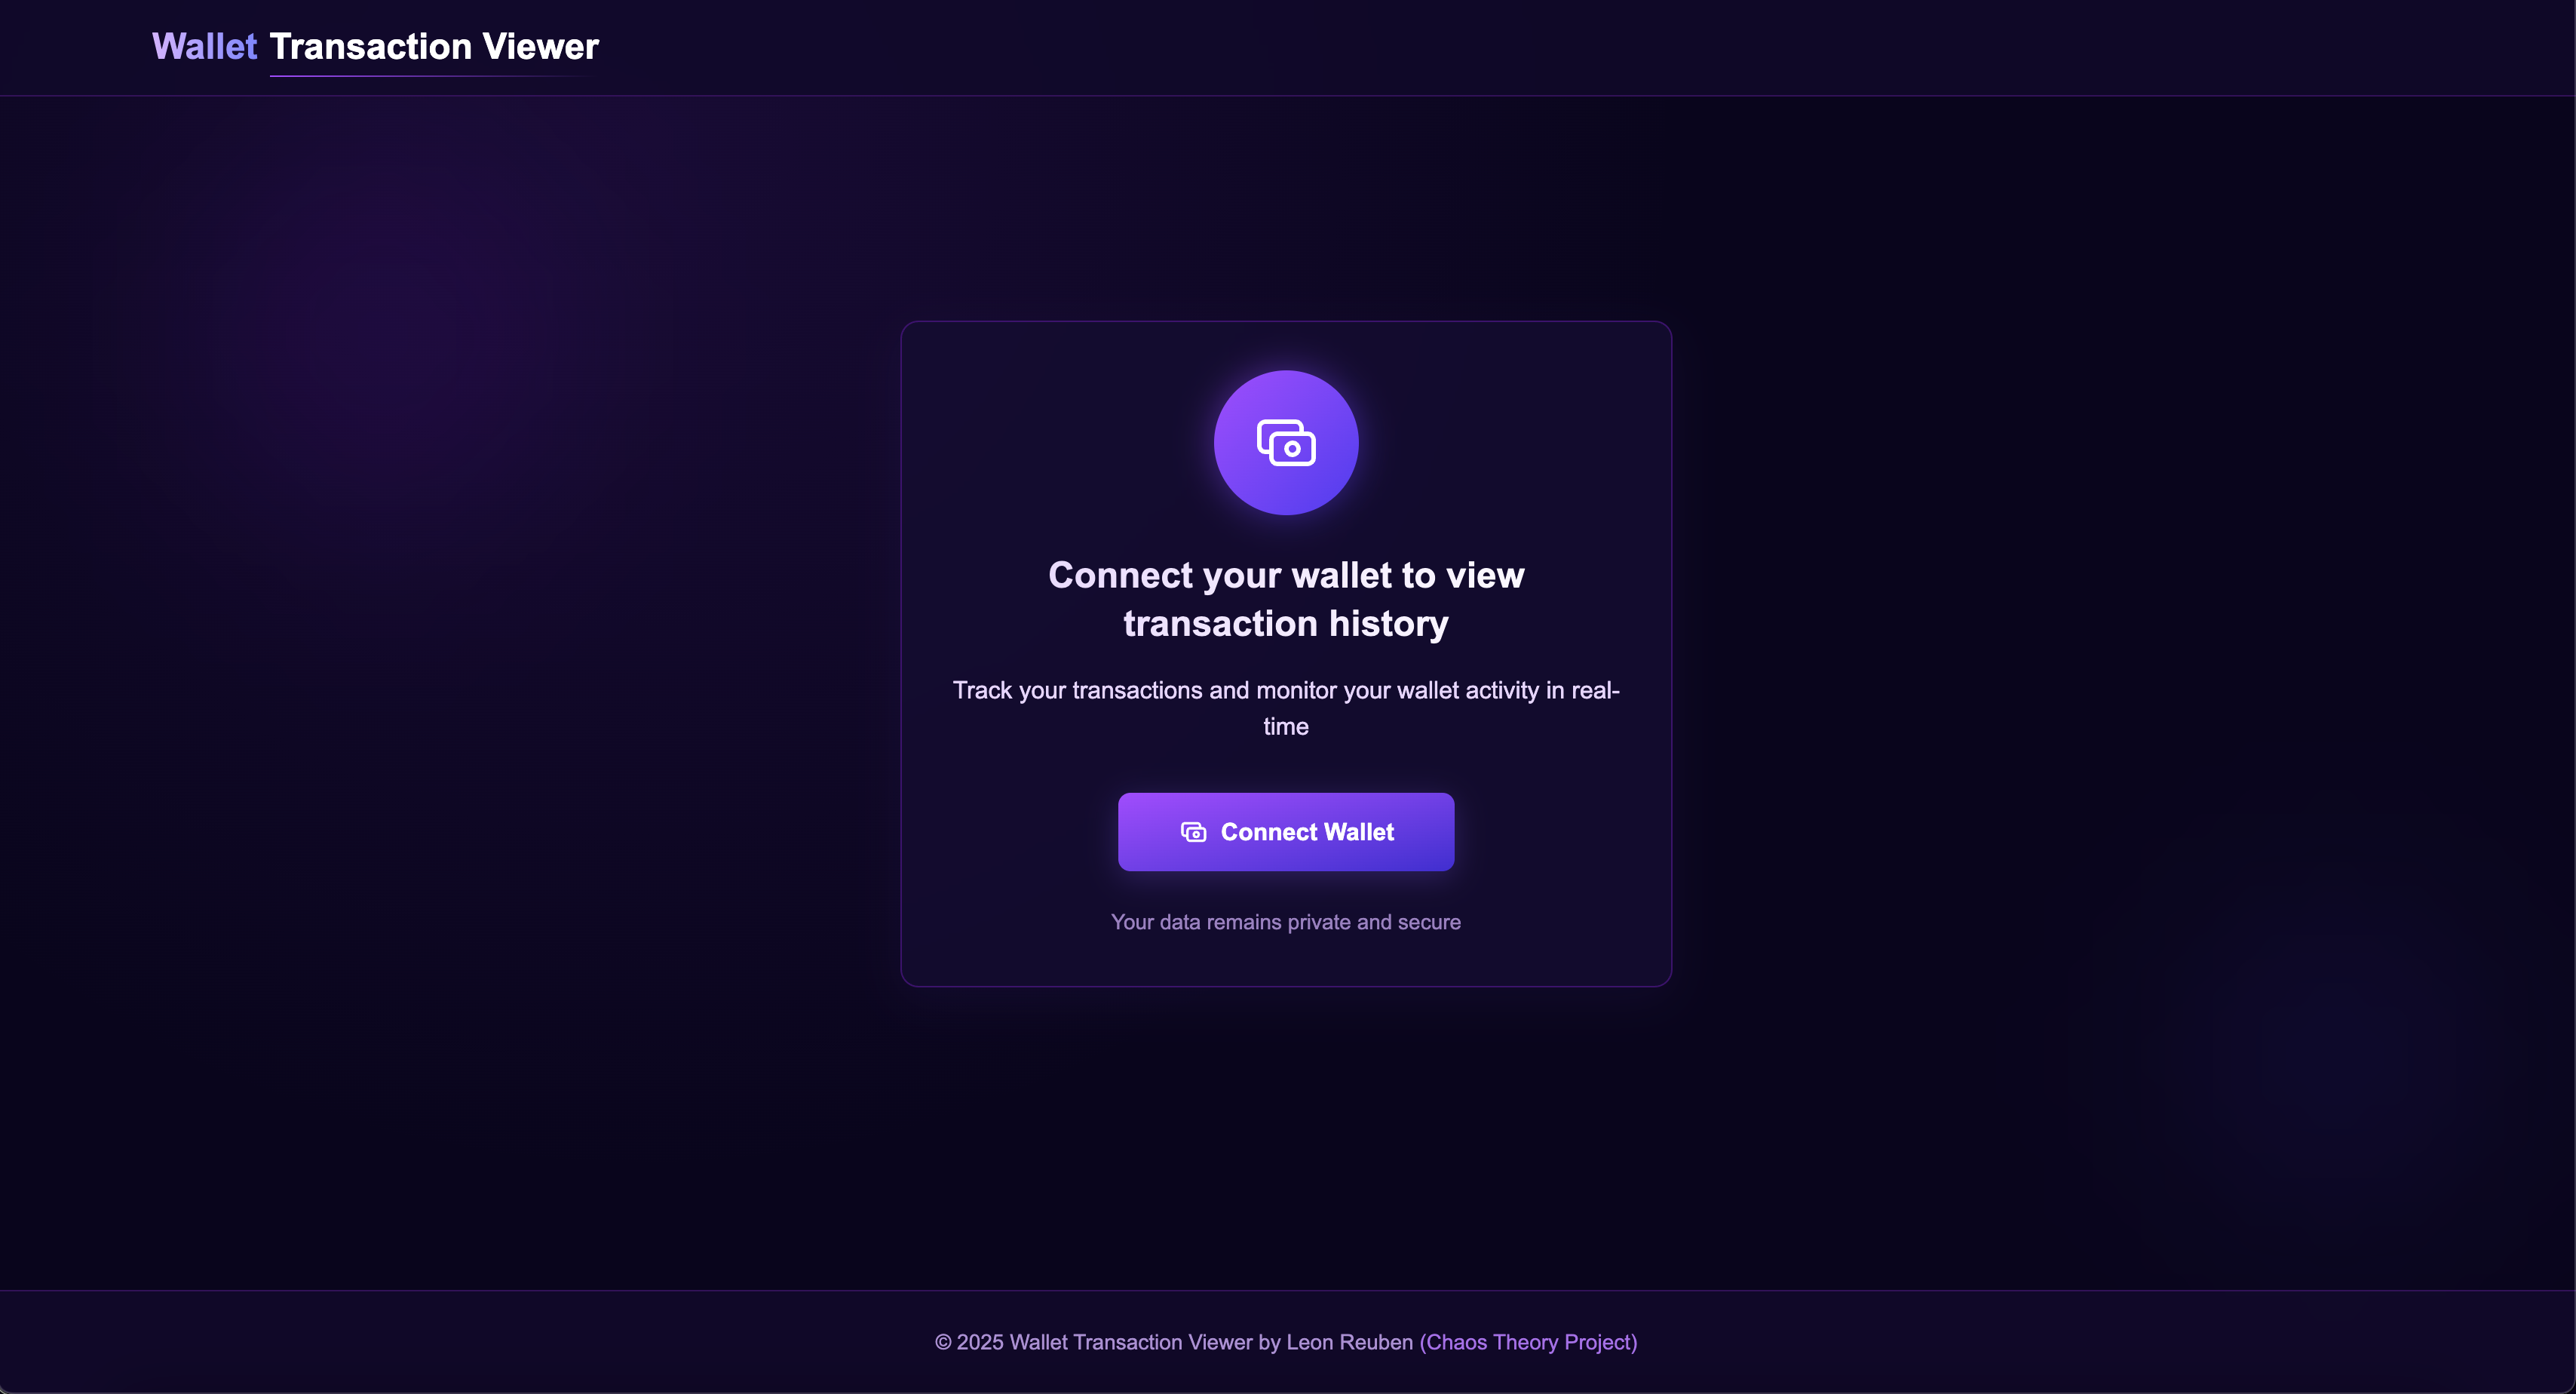 Wallet Transaction Viewer
Connect your wallet to view
transaction history
Track your transactions and monitor your wallet activity in real-
time
Connect Wallet
Your data remains private and secure
© 2025 Wallet Transaction Viewer by Leon Reuben (Chaos Theory Project)